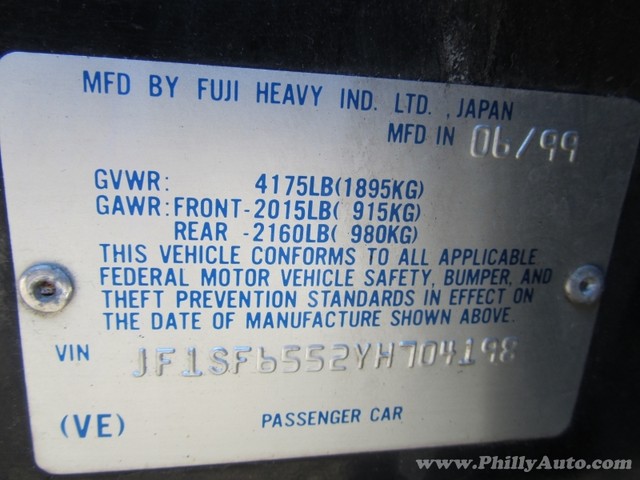 MFD BY FUJI HEAVY IND. LTD., JAPAN
MFD IN 06/99
GVWR: 4175LB(1895KG)
GAWR:FRONT-2015LB( 915KG)
REAR -2160LB( 980KG)
THIS VEHICLE CONFORMS TO ALL APPLICABLE
FEDERAL MOTOR VEHICLE SAFETY, BUMPER, AND
THEFT PREVENTION STANDARDS IN EFFECT ON
THE DATE OF MANUFACTURE SHOWN ABOVE.
VIN JF1SF6552YH704198
(VE) PASSENGER CAR
www.PhillyAuto.com